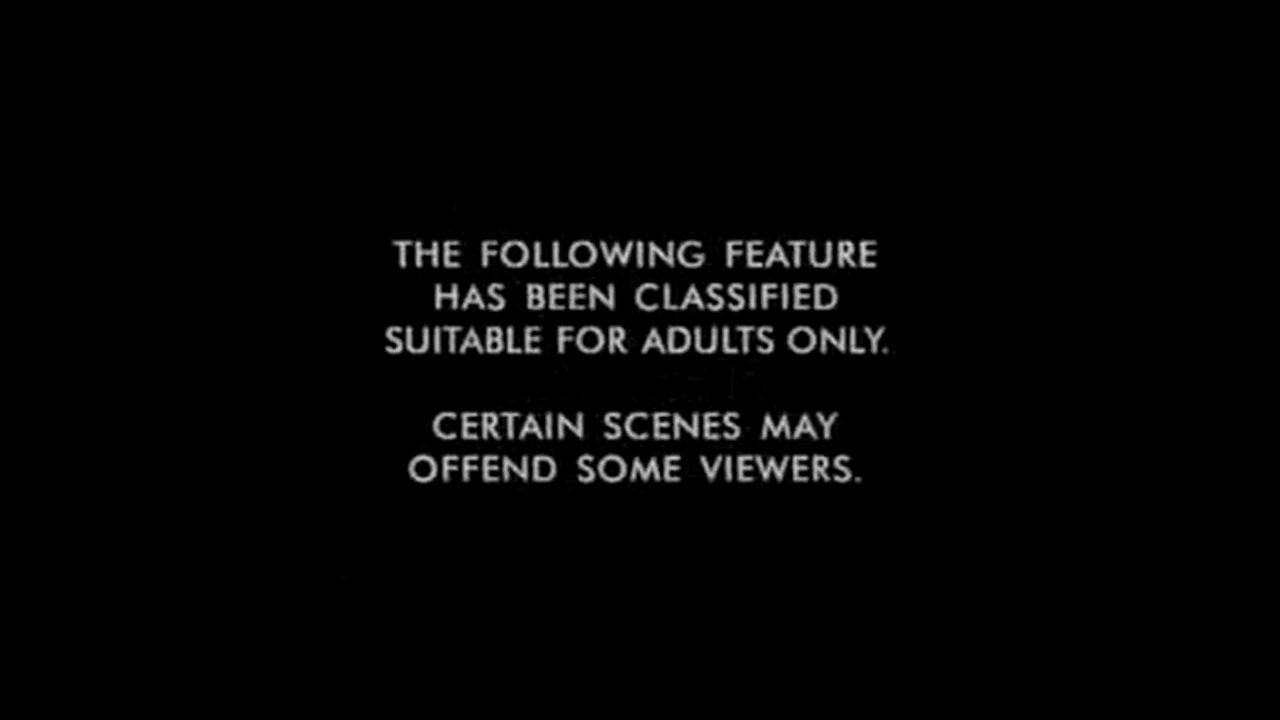 THE FOLLOWING FEATURE
HAS BEEN CLASSIFIED
SUITABLE FOR ADULTS ONLY.
CERTAIN SCENES MAY
OFFEND SOME VIEWERS.